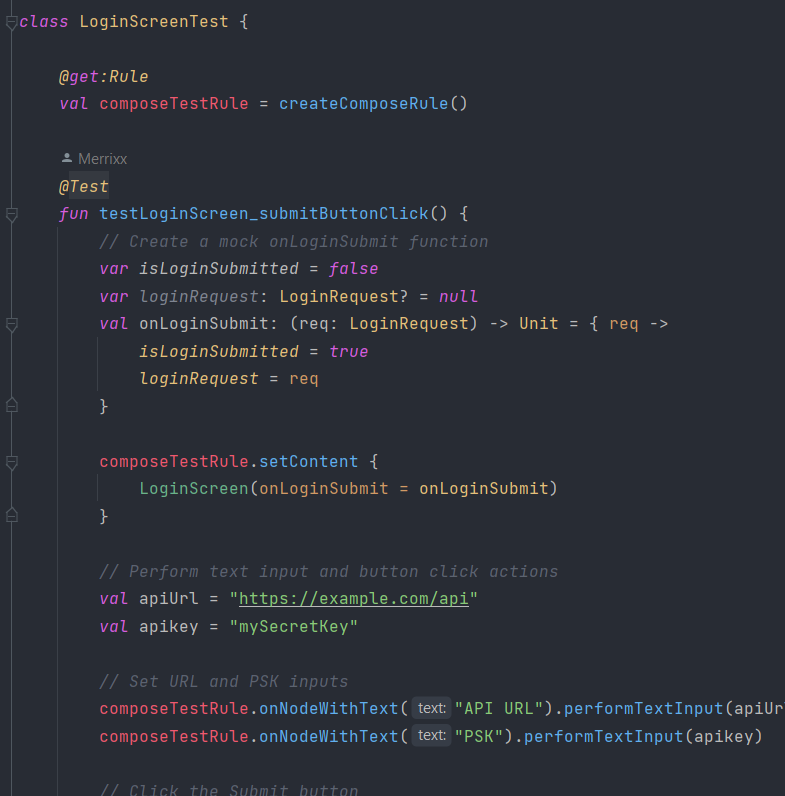 class LoginScreenTest {
@get:Rule
val composeTestRule = createComposeRule()
Merrixx
@Test
fun testLoginScreen_submitButtonClick() {
// Create a mock onLoginSubmit function
var isLoginSubmitted = false
var loginRequest: LoginRequest? = null
val onLoginSubmit: (req: LoginRequest) -> Unit = { req ->
isLoginSubmitted = true
loginRequest = req
}
composeTestRule.setContent {
LoginScreen(onLoginSubmit = onLoginSubmit)
}
// Perform text input and button click actions
val apiUrl = "https://example.com/api"
val apikey = "mySecretKey"
// Set URL and PSK inputs
composeTestRule.onNodeWithText( text: "API URL").performTextInput(apiUr
composeTestRule.onNodeWithText( text: "PSK").performTextInput(apikey)
// Click the Submit button